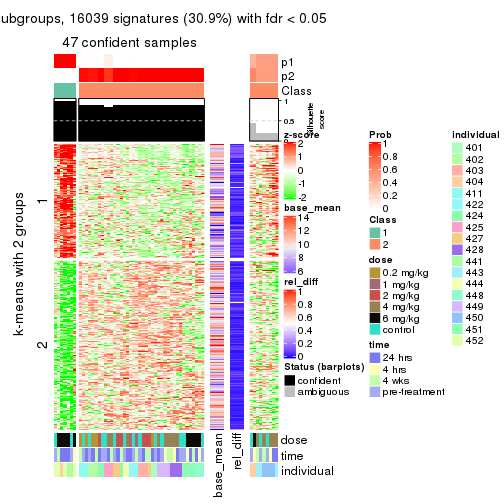 ubgroups, 16039 signatures (30.9%) with fdr < 0.05
47 confident samples
p1
p2
Class
1
0.5
0
Silhouette
score
k-means with 2 groups
1
2
z-score
2
1
0
-1
-2
base_mean
14
12
10
8
6
rel_diff
1
0.8
0.6
0.4
0.2
0
Status (barplots)
confident
ambiguous
Prob
1
0.8
0.6
0.4
0.2
0
Class
1
2
dose
0.2 mg/kg
1 mg/kg
2 mg/kg
4 mg/kg
6 mg/kg
control
time
24 hrs
4 hrs
4 wks
pre-treatment
individual
401
402
403
404
411
422
424
425
427
428
441
443
444
448
449
450
451
452
dose
time
individual
base_mean
rel_diff